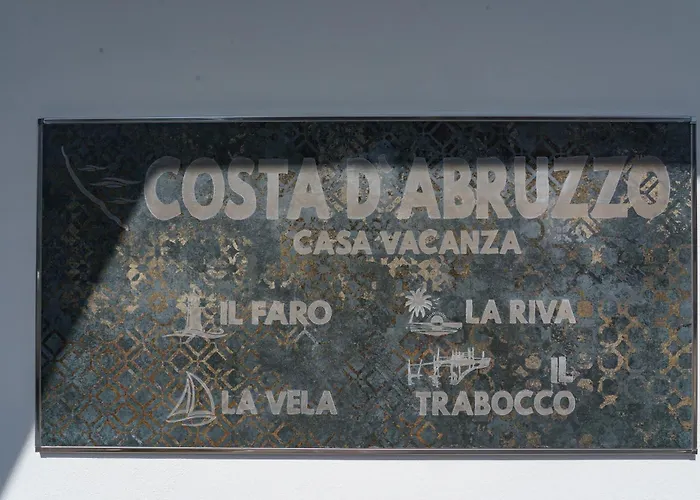 COSTA D'ABRUZZO
CASA VACANZA
IL FARO
LA RIVA
LA VELA
IL
TRABOCCO